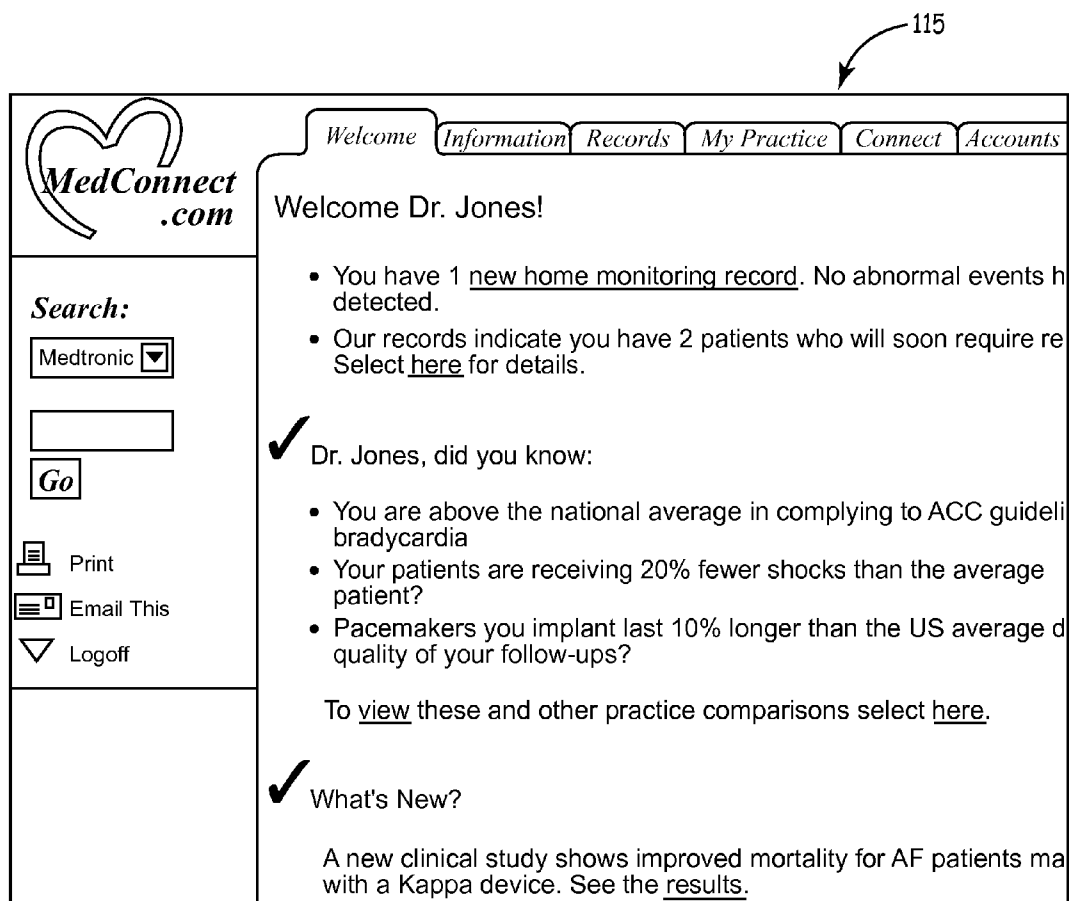 115
MedConnect
.com
Welcome Information Records My Practice Connect Accounts
Welcome Dr. Jones!
• You have 1 new home monitoring record. No abnormal events h
detected.
• Our records indicate you have 2 patients who will soon require re
Select here for details.
Search:
Medtronic
Go
Print
Email This
Logoff
Dr. Jones, did you know:
• You are above the national average in complying to ACC guideli
bradycardia
• Your patients are receiving 20% fewer shocks than the average
patient?
• Pacemakers you implant last 10% longer than the US average d
quality of your follow-ups?
To view these and other practice comparisons select here.
What's New?
A new clinical study shows improved mortality for AF patients ma
with a Kappa device. See the results.